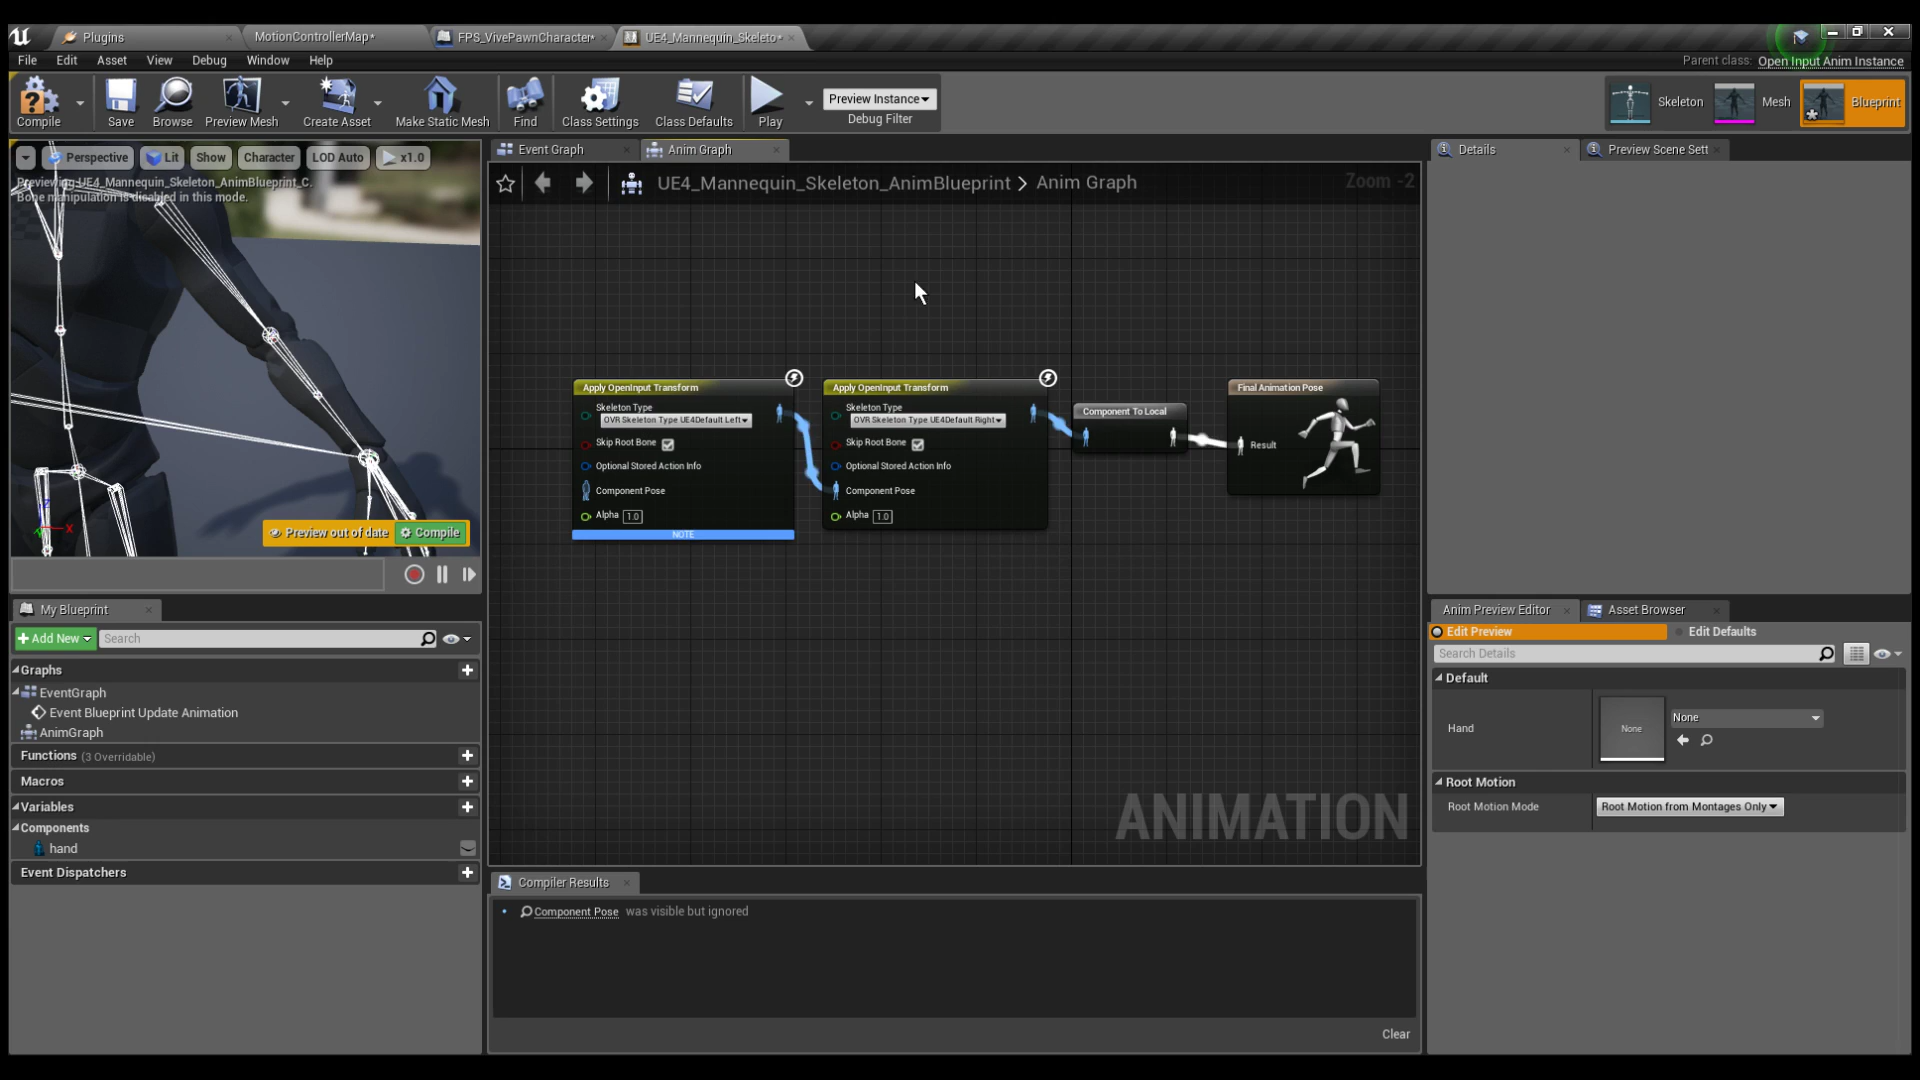 Plugins
MotionControllerMap*
FPS_VivePawnCharacter*
UE4_Mannequin_Skeleto*
File Edit Asset View Debug Window Help
Parent class: Open Input Anim Instance
Compile
Save
Browse
Preview Mesh
Create Asset
Make Static Mesh
Find
Class Settings
Class Defaults
Play
Preview Instance
Debug Filter
Skeleton
Mesh
Blueprint
Perspective
Lit
Show
Character
LOD Auto
x1.0
Previewing UE4_Mannequin_Skeleton_AnimBlueprint_C.
Bone manipulation is disabled in this mode.
Preview out of date
Compile
Event Graph
Anim Graph
UE4_Mannequin_Skeleton_AnimBlueprint > Anim Graph
Zoom -2
Apply OpenInput Transform
Skeleton Type
OVR Skeleton Type UE4Default Left
Skip Root Bone
Optional Stored Action Info
Component Pose
Alpha 1.0
NOTE
Apply OpenInput Transform
Skeleton Type
OVR Skeleton Type UE4Default Right
Skip Root Bone
Optional Stored Action Info
Component Pose
Alpha 1.0
Component To Local
Final Animation Pose
Result
ANIMATION
My Blueprint
+ Add New
Search
Graphs
EventGraph
Event Blueprint Update Animation
AnimGraph
Functions (3 Overridable)
Macros
Variables
Components
hand
Event Dispatchers
Compiler Results
Component Pose was visible but ignored
Clear
Details
Preview Scene Sett
Anim Preview Editor
Asset Browser
Edit Preview
Edit Defaults
Search Details
Default
Hand
None
None
Root Motion
Root Motion Mode
Root Motion from Montages Only